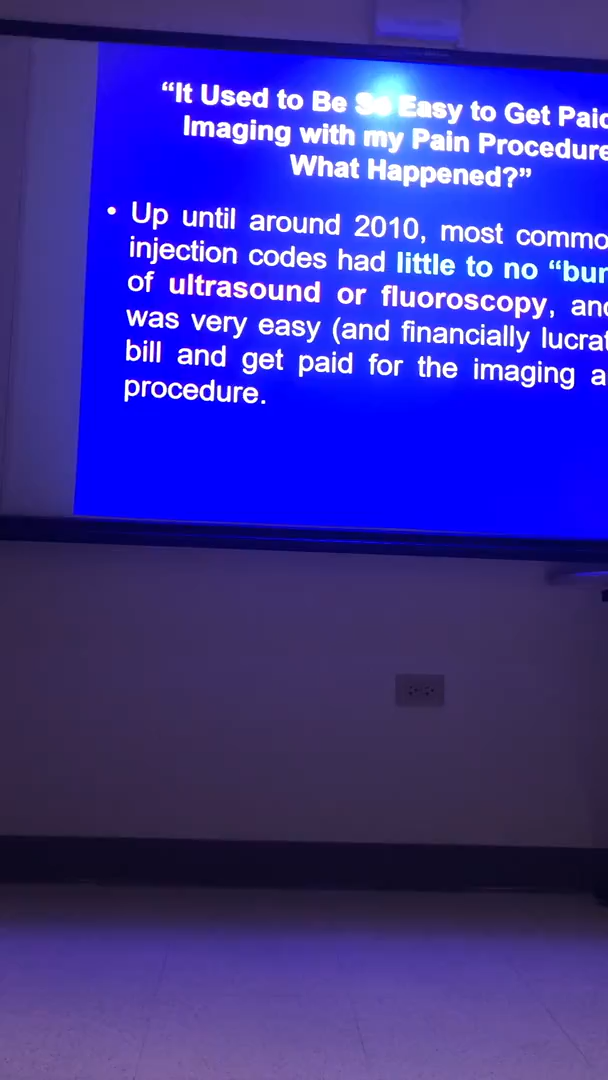 “It Used to Be So Easy to Get Paid
Imaging with my Pain Procedure
What Happened?”
• Up until around 2010, most commo
injection codes had little to no “bun
of ultrasound or fluoroscopy, and
was very easy (and financially lucrat
bill and get paid for the imaging a
procedure.